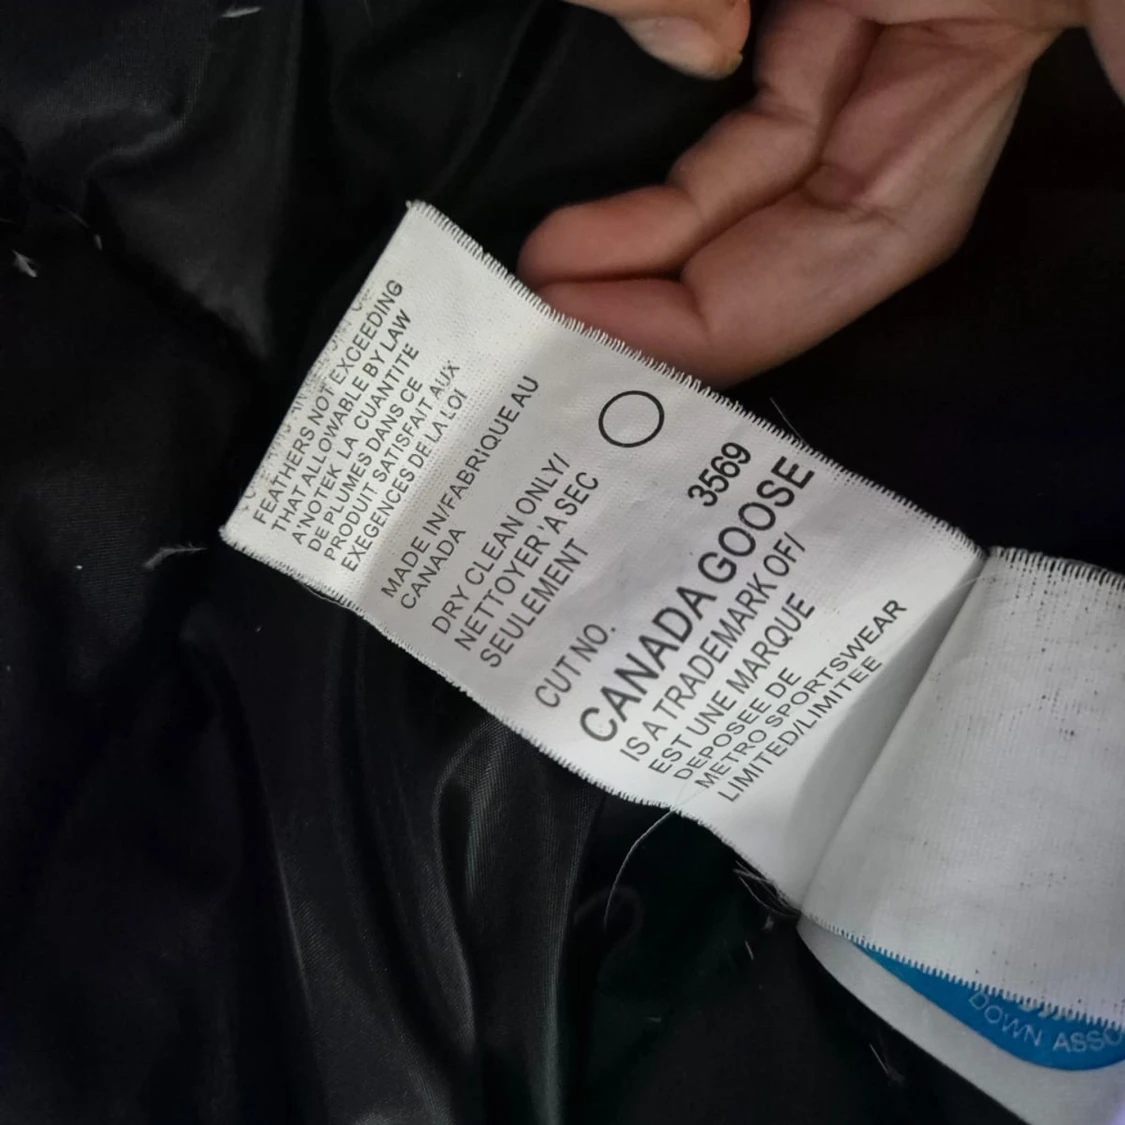 FEATHERS NOT EXCEEDING
THAT ALLOWABLE BY LAW
A'NOTEK LA CUANTITE
DE PLUMES DANS CE
PRODUIT SATISFAIT AUX
EXEGENCES DE LA LOI
MADE IN/FABRIQUE AU
CANADA
DRY CLEAN ONLY/
NETTOYER 'A SEC
SEULEMENT
CUT NO. 3569
CANADA GOOSE
IS A TRADEMARK OF/
EST UNE MARQUE
DEPOSEE DE
METRO SPORTSWEAR
LIMITED/LIMITEE
DOWN